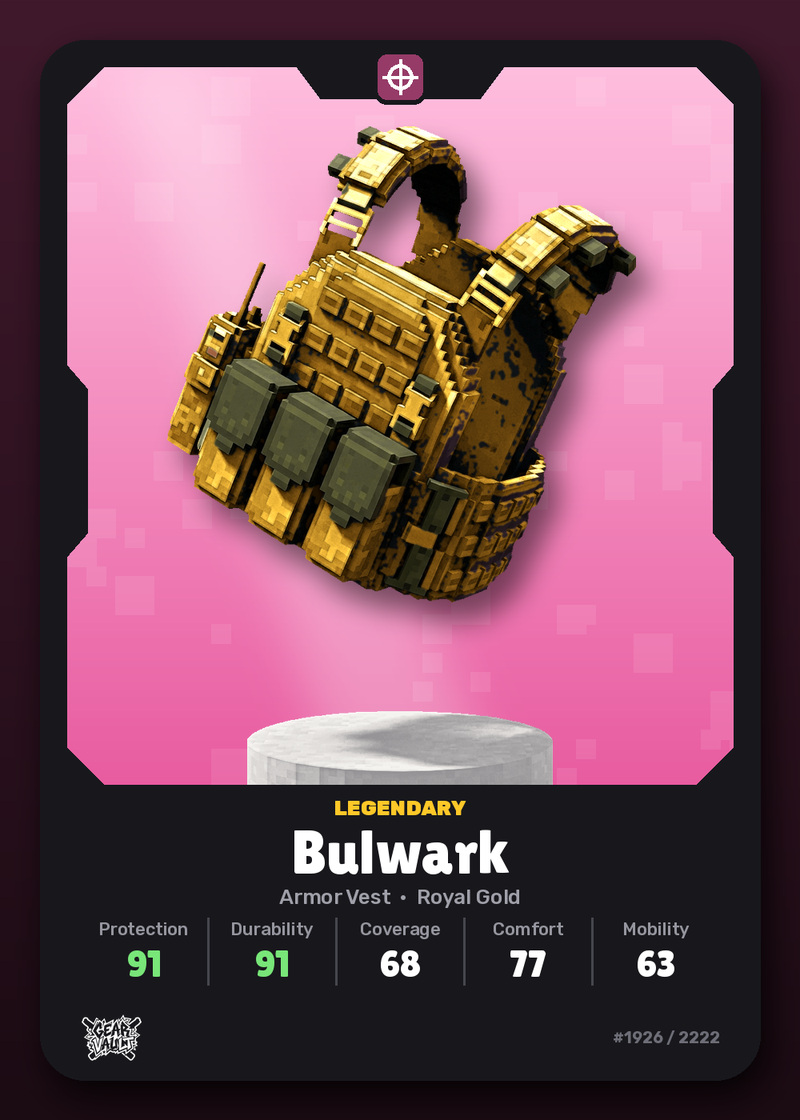 LEGENDARY
Bulwark
Armor Vest • Royal Gold
Protection Durability Coverage Comfort Mobility
91 91 68 77 63
GEAR
VAULT
#1926 / 2222